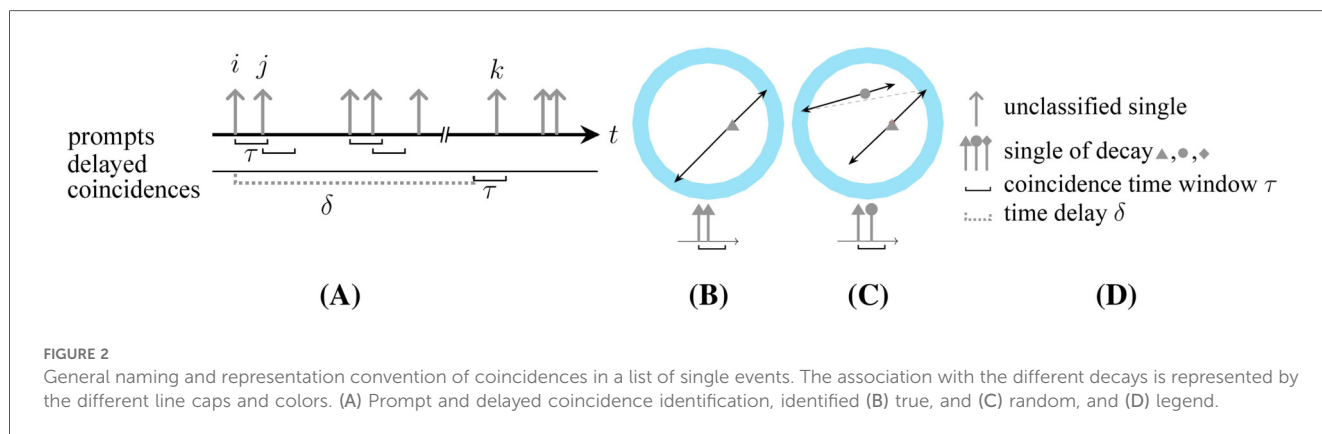 i j k
prompts
τ
t
delayed
coincidences
δ
τ
unclassified single
single of decay▲,●,◆
coincidence time window τ
time delay δ
(A) (B) (C) (D)
FIGURE 2
General naming and representation convention of coincidences in a list of single events. The association with the different decays is represented by
the different line caps and colors. (A) Prompt and delayed coincidence identification, identified (B) true, and (C) random, and (D) legend.